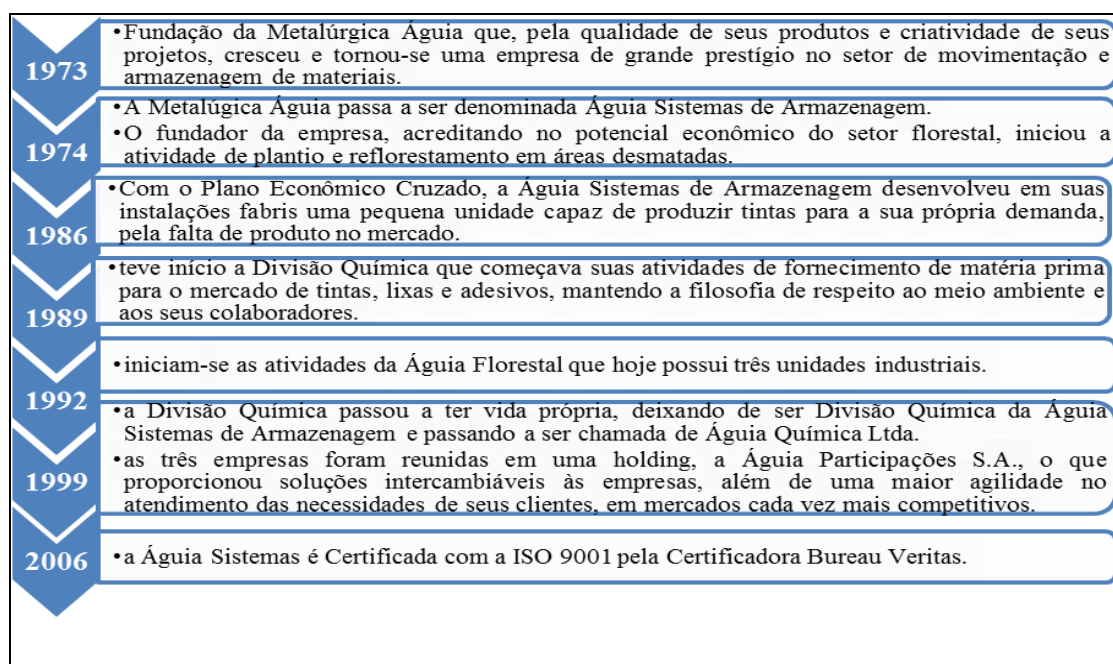 1973
•Fundação da Metalúrgica Águia que, pela qualidade de seus produtos e criatividade de seus
projetos, cresceu e tornou-se uma empresa de grande prestígio no setor de movimentação e
armazenagem de materiais.
1974
•A Metalúgica Águia passa a ser denominada Águia Sistemas de Armazenagem.
•O fundador da empresa, acreditando no potencial econômico do setor florestal, iniciou a
atividade de plantio e reflorestamento em áreas desmatadas.
1986
•Com o Plano Econômico Cruzado, a Águia Sistemas de Armazenagem desenvolveu em suas
instalações fabris uma pequena unidade capaz de produzir tintas para a sua própria demanda,
pela falta de produto no mercado.
1989
•teve início a Divisão Química que começava suas atividades de fornecimento de matéria prima
para o mercado de tintas, lixas e adesivos, mantendo a filosofia de respeito ao meio ambiente e
aos seus colaboradores.
1992
•iniciam-se as atividades da Águia Florestal que hoje possui três unidades industriais.
1999
•a Divisão Química passou a ter vida própria, deixando de ser Divisão Química da Águia
Sistemas de Armazenagem e passando a ser chamada de Águia Química Ltda.
•as três empresas foram reunidas em uma holding, a Águia Participações S.A., o que
proporcionou soluções intercambiáveis às empresas, além de uma maior agilidade no
atendimento das necessidades de seus clientes, em mercados cada vez mais competitivos.
2006
•a Águia Sistemas é Certificada com a ISO 9001 pela Certificadora Bureau Veritas.